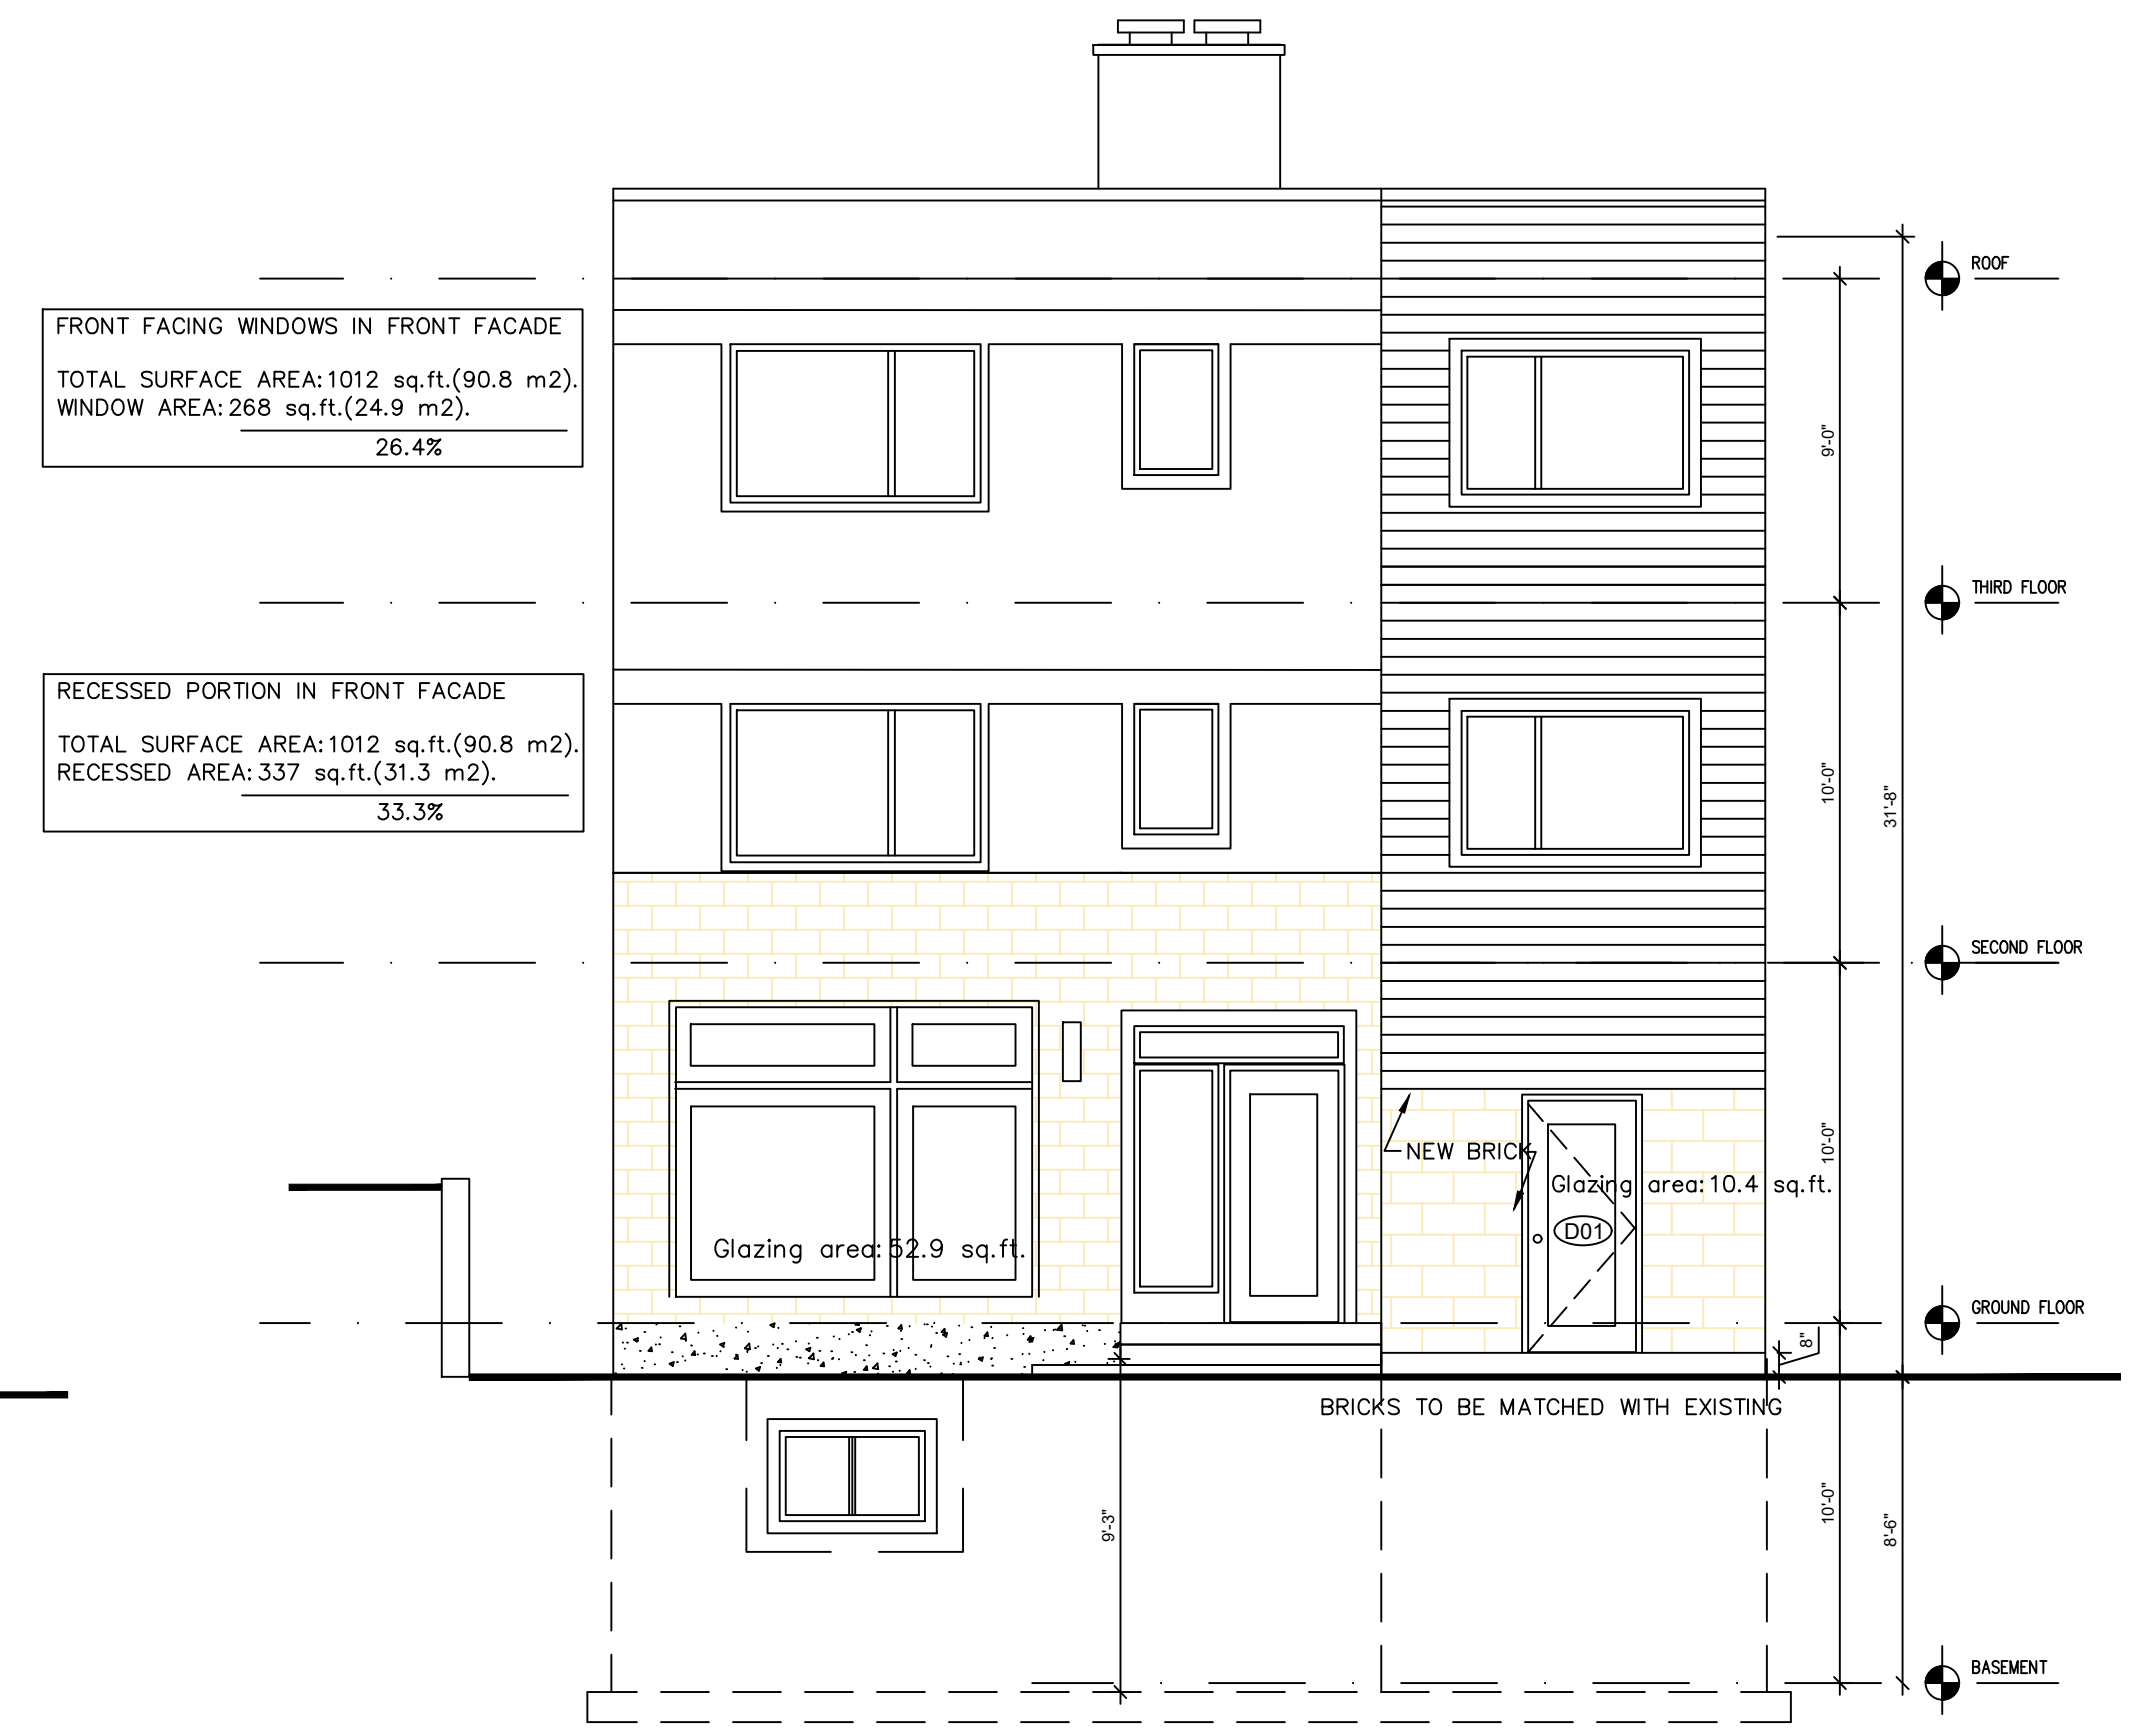 ROOF
FRONT FACING WINDOWS IN FRONT FACADE
TOTAL SURFACE AREA:1012 sq.ft.(90.8 m2).
WINDOW AREA:268 sq.ft.(24.9 m2).
26.4%
9'-0"
THIRD FLOOR
RECESSED PORTION IN FRONT FACADE
TOTAL SURFACE AREA:1012 sq.ft.(90.8 m2).
RECESSED AREA:337 sq.ft.(31.3 m2).
33.3%
10'-0"
31'-8"
SECOND FLOOR
NEW BRICK
10'-0"
Glazing area:10.4 sq.ft.
D01
Glazing area:52.9 sq.ft.
GROUND FLOOR
8"
BRICKS TO BE MATCHED WITH EXISTING
9'-3"
10'-0"
8'-6"
BASEMENT